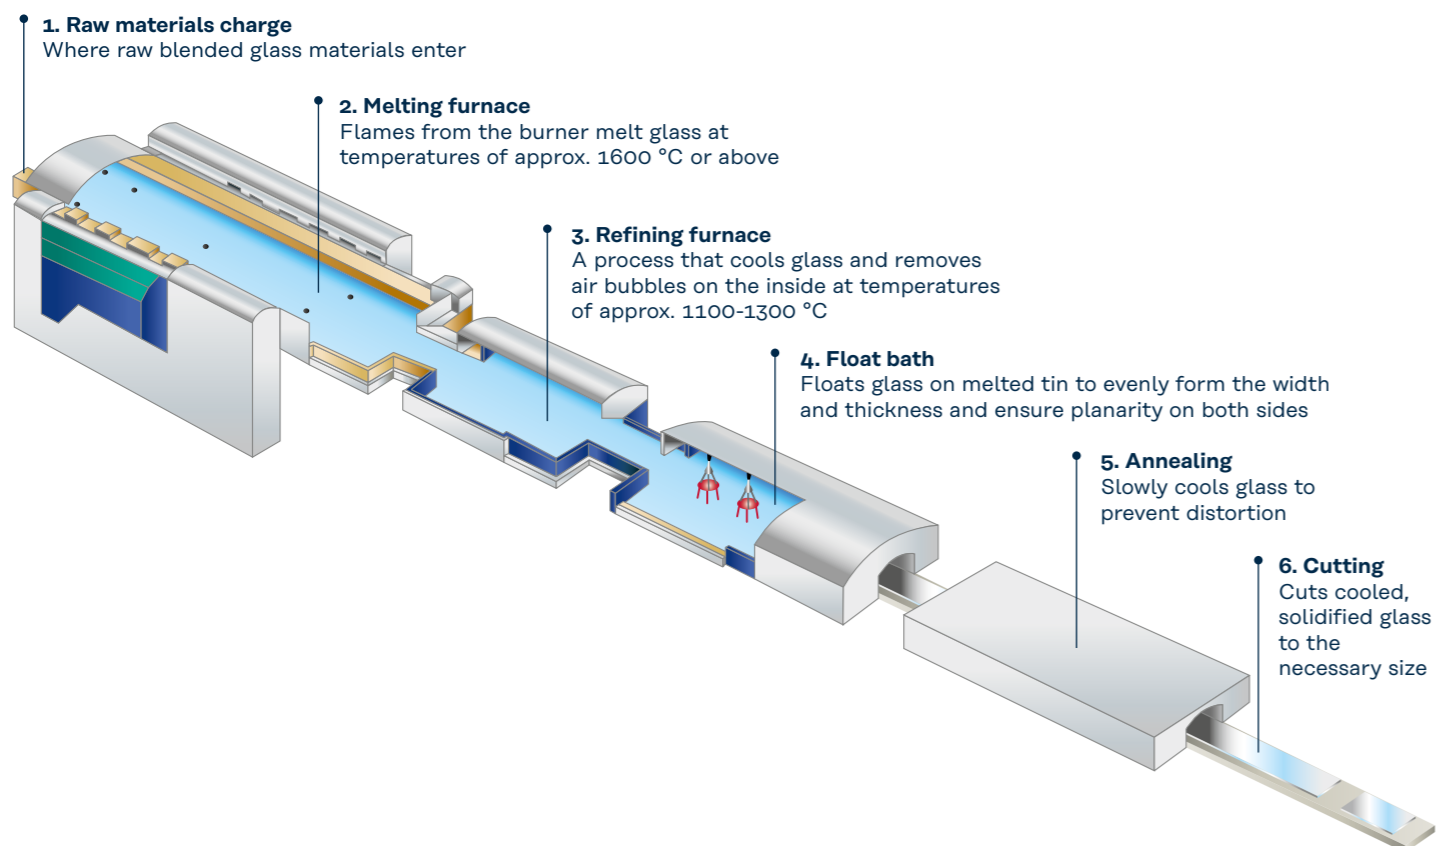 1. Raw materials charge
Where raw blended glass materials enter
2. Melting furnace
Flames from the burner melt glass at
temperatures of approx. 1600 °C or above
3. Refining furnace
A process that cools glass and removes
air bubbles on the inside at temperatures
of approx. 1100-1300 °C
4. Float bath
Floats glass on melted tin to evenly form the width
and thickness and ensure planarity on both sides
5. Annealing
Slowly cools glass to
prevent distortion
6. Cutting
Cuts cooled,
solidified glass
to the
necessary size